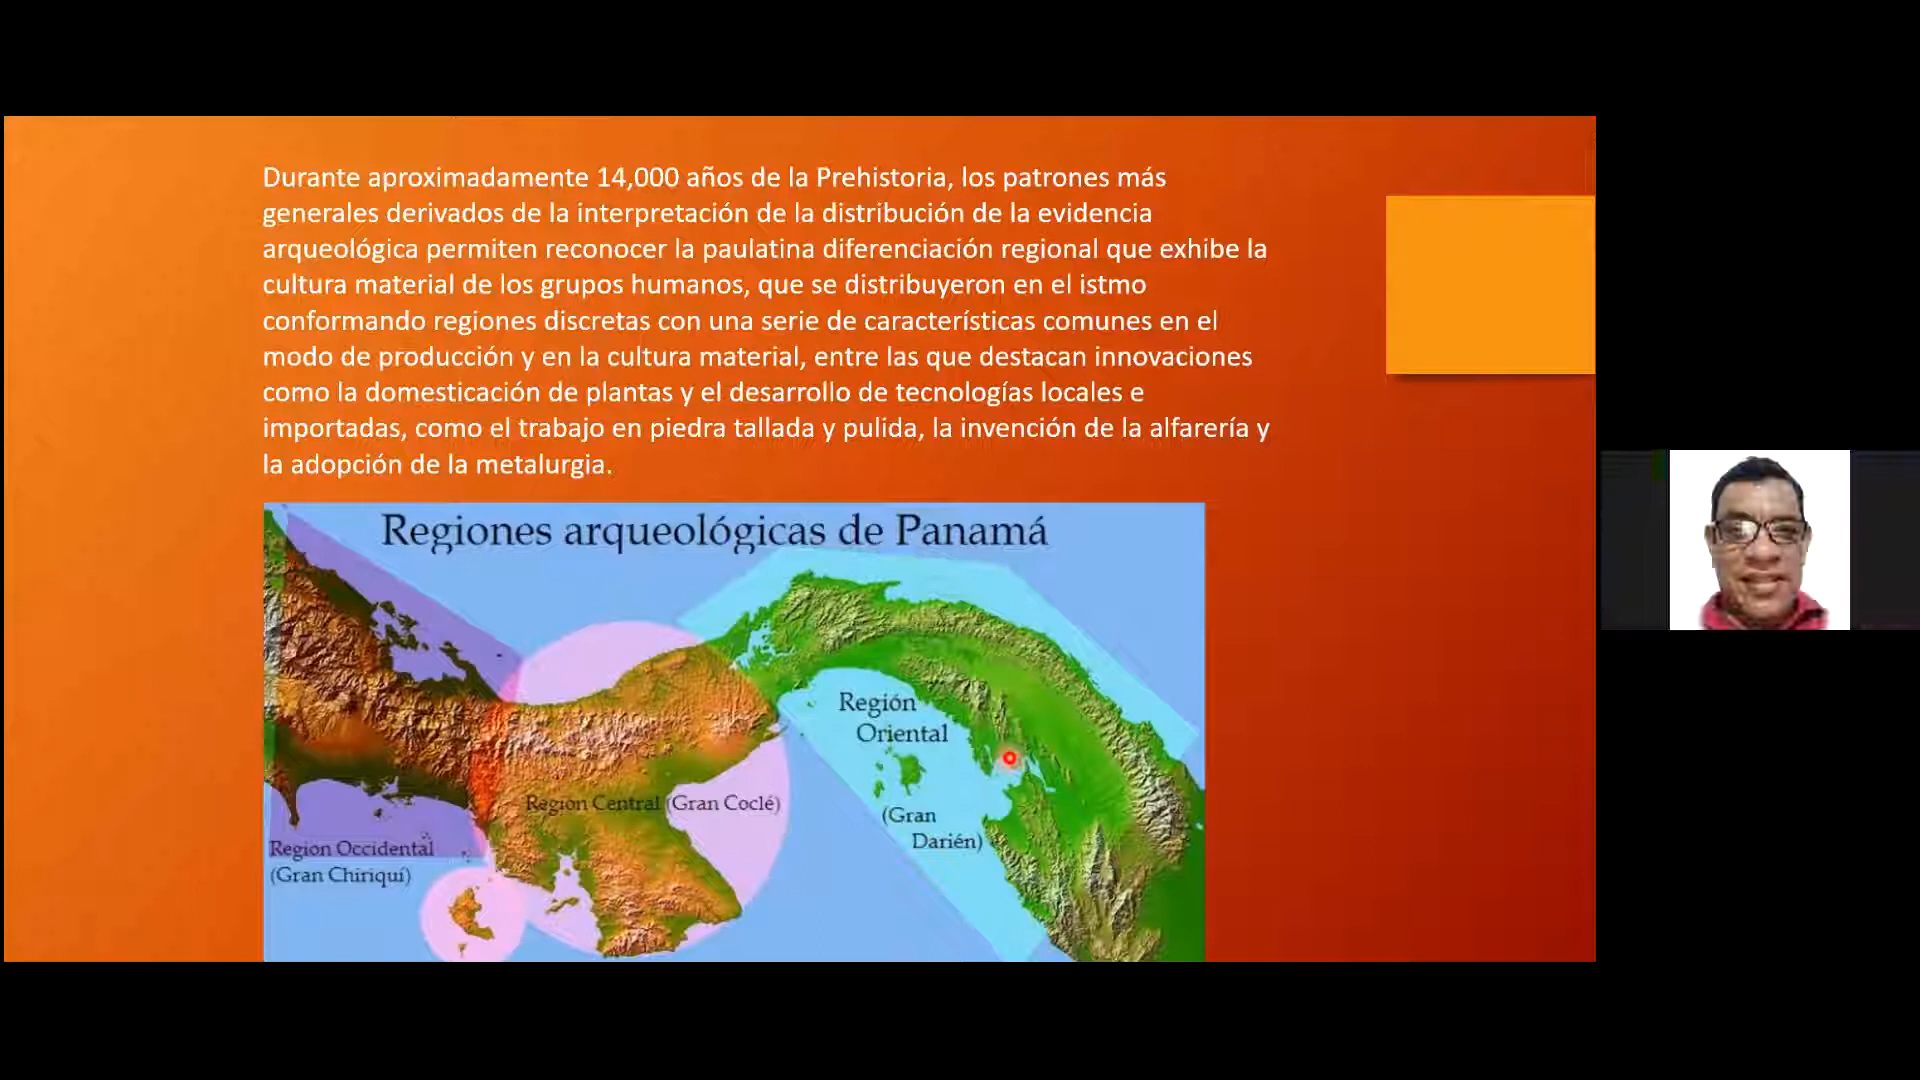 Durante aproximadamente 14,000 años de la Prehistoria, los patrones más
generales derivados de la interpretación de la distribución de la evidencia
arqueológica permiten reconocer la paulatina diferenciación regional que exhibe la
cultura material de los grupos humanos, que se distribuyeron en el istmo
conformando regiones discretas con una serie de características comunes en el
modo de producción y en la cultura material, entre las que destacan innovaciones
como la domesticación de plantas y el desarrollo de tecnologías locales e
importadas, como el trabajo en piedra tallada y pulida, la invención de la alfarería y
la adopción de la metalurgia.
Regiones arqueológicas de Panamá
Región
Oriental
(Gran
Darién)
Region Central (Gran Coclé)
Region Occidental
(Gran Chiriquí)